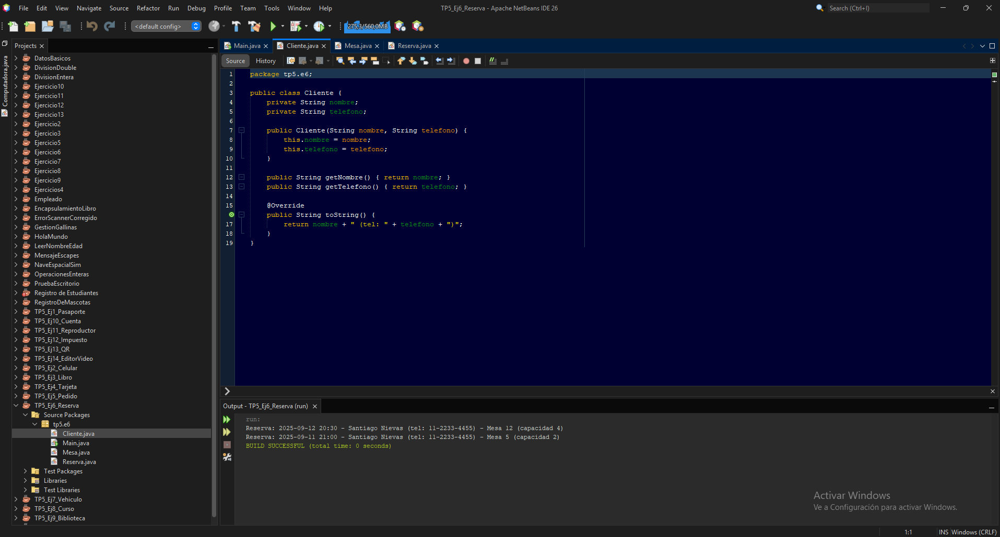 File Edit View Navigate Source Refactor Run Debug Profile Team Tools Window Help
TP5_Ej6_Reserva - Apache NetBeans IDE 26
Search (Ctrl+I)
<default config>
275,3/560,0MB
Computadora.java
Projects
DatosBasicos
DivisionDouble
DivisionEntera
Ejercicio10
Ejercicio11
Ejercicio12
Ejercicio13
Ejercicio2
Ejercicio3
Ejercicio5
Ejercicio6
Ejercicio7
Ejercicio8
Ejercicio9
Ejercicios4
Empleado
EncapsulamientoLibro
ErrorScannerCorregido
GestionGallinas
HolaMundo
LeerNombreEdad
MensajeEscapes
NaveEspacialSim
OperacionesEnteras
PruebaEscritorio
Registro de Estudiantes
RegistroDeMascotas
TP5_Ej1_Pasaporte
TP5_Ej10_Cuenta
TP5_Ej11_Reproductor
TP5_Ej12_Impuesto
TP5_Ej13_QR
TP5_Ej14_EditorVideo
TP5_Ej2_Celular
TP5_Ej3_Libro
TP5_Ej4_Tarjeta
TP5_Ej5_Pedido
TP5_Ej6_Reserva
Source Packages
tp5.e6
Cliente.java
Main.java
Mesa.java
Reserva.java
Test Packages
Libraries
Test Libraries
TP5_Ej7_Vehiculo
TP5_Ej8_Curso
TP5_Ej9_Biblioteca
Main.java Cliente.java Mesa.java Reserva.java
Source History
1 package tp5.e6;
2
3 public class Cliente {
4 private String nombre;
5 private String telefono;
6
7 public Cliente(String nombre, String telefono) {
8 this.nombre = nombre;
9 this.telefono = telefono;
10 }
11
12 public String getNombre() { return nombre; }
13 public String getTelefono() { return telefono; }
14
15 @Override
public String toString() {
17 return nombre + " (tel: " + telefono + ")";
18 }
19 }
Output - TP5_Ej6_Reserva (run)
run:
Reserva: 2025-09-12 20:30 - Santiago Nievas (tel: 11-2233-4455) - Mesa 12 (capacidad 4)
Reserva: 2025-09-11 21:00 - Santiago Nievas (tel: 11-2233-4455) - Mesa 5 (capacidad 2)
BUILD SUCCESSFUL (total time: 0 seconds)
Activar Windows
Ve a Configuración para activar Windows.
1:1 INS Windows (CRLF)